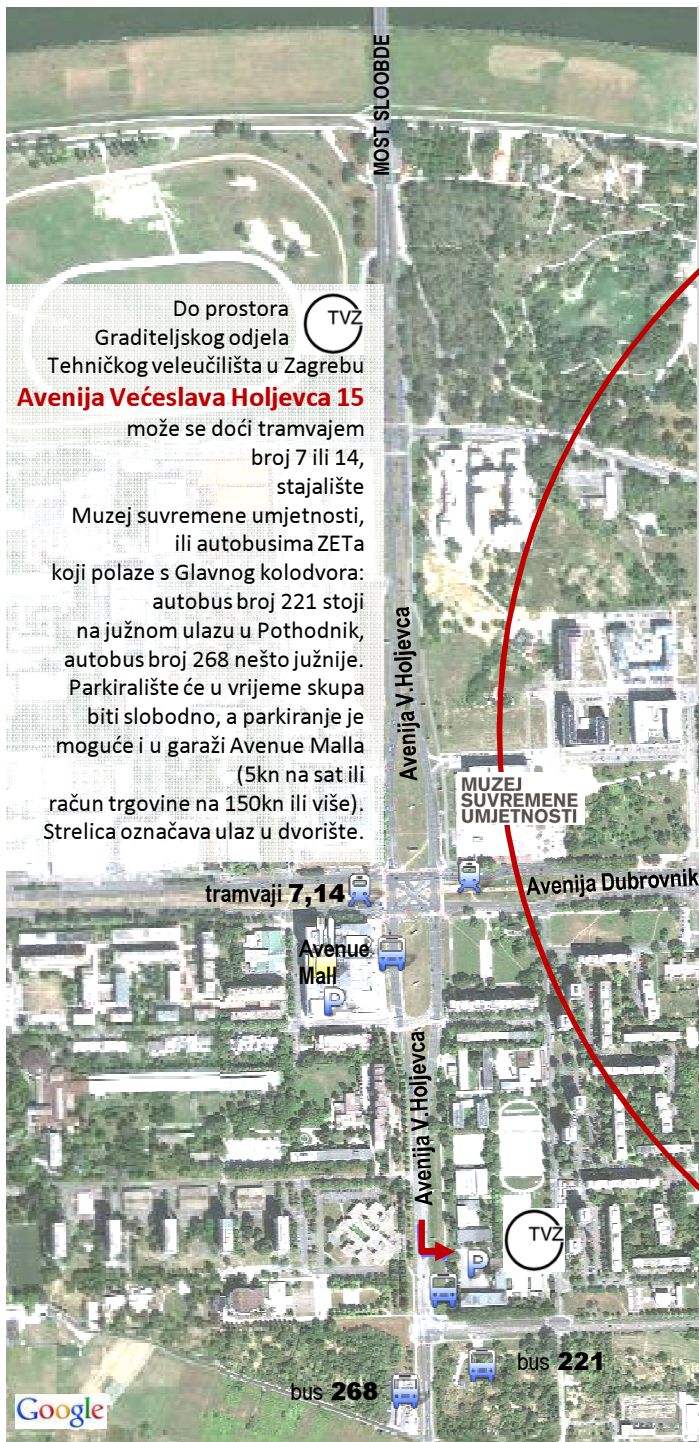 MOST SLOOBDE
TVZ
Do prostora
Graditeljskog odjela
Tehničkog veleučilišta u Zagrebu
Avenija Većeslava Holjevca 15
može se doći tramvajem
broj 7 ili 14,
stajalište
Muzej suvremene umjetnosti,
ili autobusima ZETa
koji polaze s Glavnog kolodvora:
autobus broj 221 stoji
na južnom ulazu u Pothodnik,
autobus broj 268 nešto južnije.
Parkiralište će u vrijeme skupa
biti slobodno, a parkiranje je
moguće i u garaži Avenue Malla
(5kn na sat ili
račun trgovine na 150kn ili više).
Strelica označava ulaz u dvorište.
Avenija V.Holjevca
MUZEJ
SUVREMENE
UMJETNOSTI
tramvaji 7,14
Avenija Dubrovnik
Avenue
Mall
P
Avenija V.Holjevca
TVZ
P
bus 221
bus 268
Google